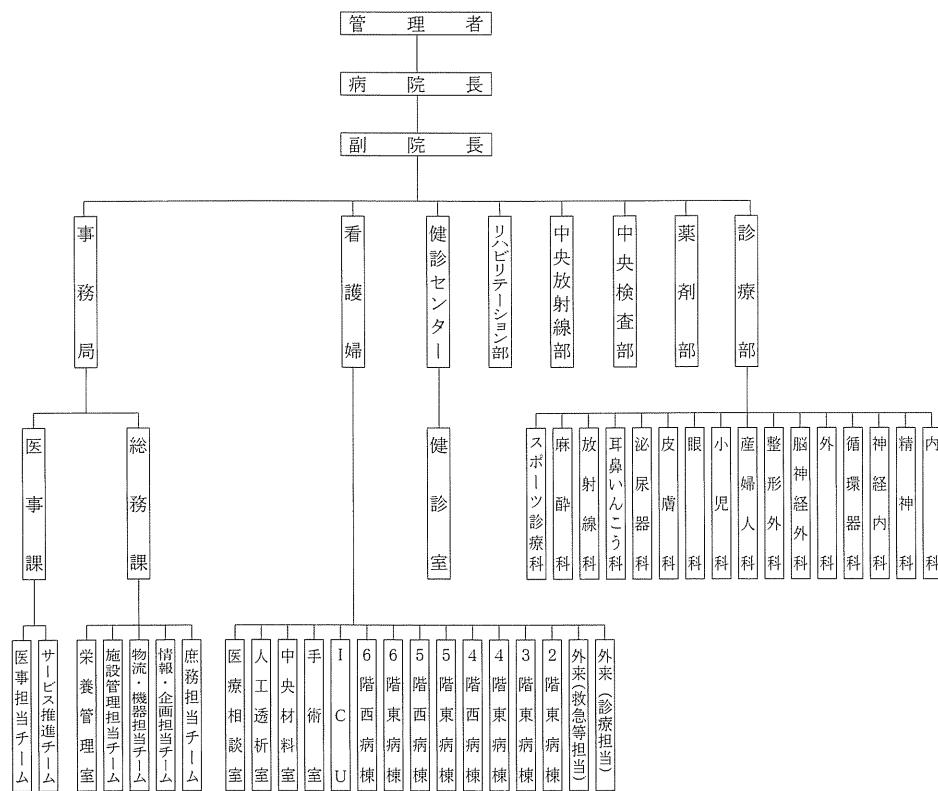 管理者
病院長
副院長
事務局
看護婦
健診センター
リハビリテーション部
中央放射線部
中央検査部
薬剤部
診療部
医事課
総務課
健診室
スポーツ診療科
麻酔科
放射線科
耳鼻いんこう科
泌尿器科
皮膚科
眼科
小児科
産婦人科
整形外科
脳神経外科
外科
循環器科
神経内科
精神科
内科
医事担当チーム
サービス推進チーム
栄養管理室
施設管理担当チーム
物流・機器担当チーム
情報・企画担当チーム
庶務担当チーム
医療相談室
人工透析室
中央材料室
手術室
ICU
6階西病棟
6階東病棟
5階西病棟
5階東病棟
4階西病棟
4階東病棟
3階東病棟
2階東病棟
外来(救急等担当)
外来(診療担当)